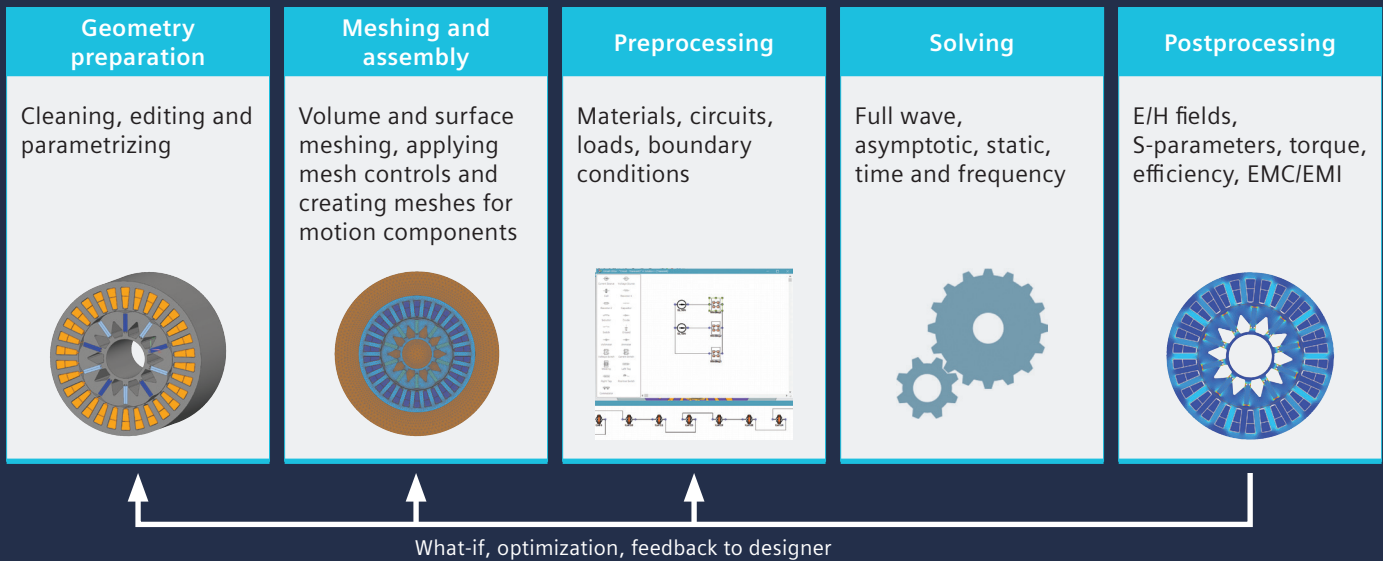 Geometry
preparation
Cleaning, editing and
parametrizing
Meshing and
assembly
Volume and surface
meshing, applying
mesh controls and
creating meshes for
motion components
Preprocessing
Materials, circuits,
loads, boundary
conditions
Solving
Full wave,
asymptotic, static,
time and frequency
Postprocessing
E/H fields,
S-parameters, torque,
efficiency, EMC/EMI
What-if, optimization, feedback to designer